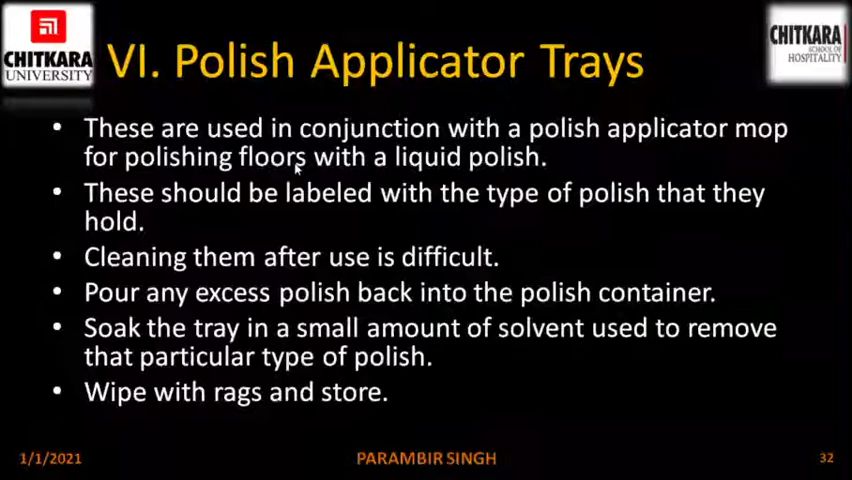 CHITKARA
UNIVERSITY
VI. Polish Applicator Trays
CHITKARA
SCHOOL OF
HOSPITALITY
• These are used in conjunction with a polish applicator mop
for polishing floors with a liquid polish.
• These should be labeled with the type of polish that they
hold.
• Cleaning them after use is difficult.
• Pour any excess polish back into the polish container.
• Soak the tray in a small amount of solvent used to remove
that particular type of polish.
• Wipe with rags and store.
1/1/2021
PARAMBIR SINGH
32